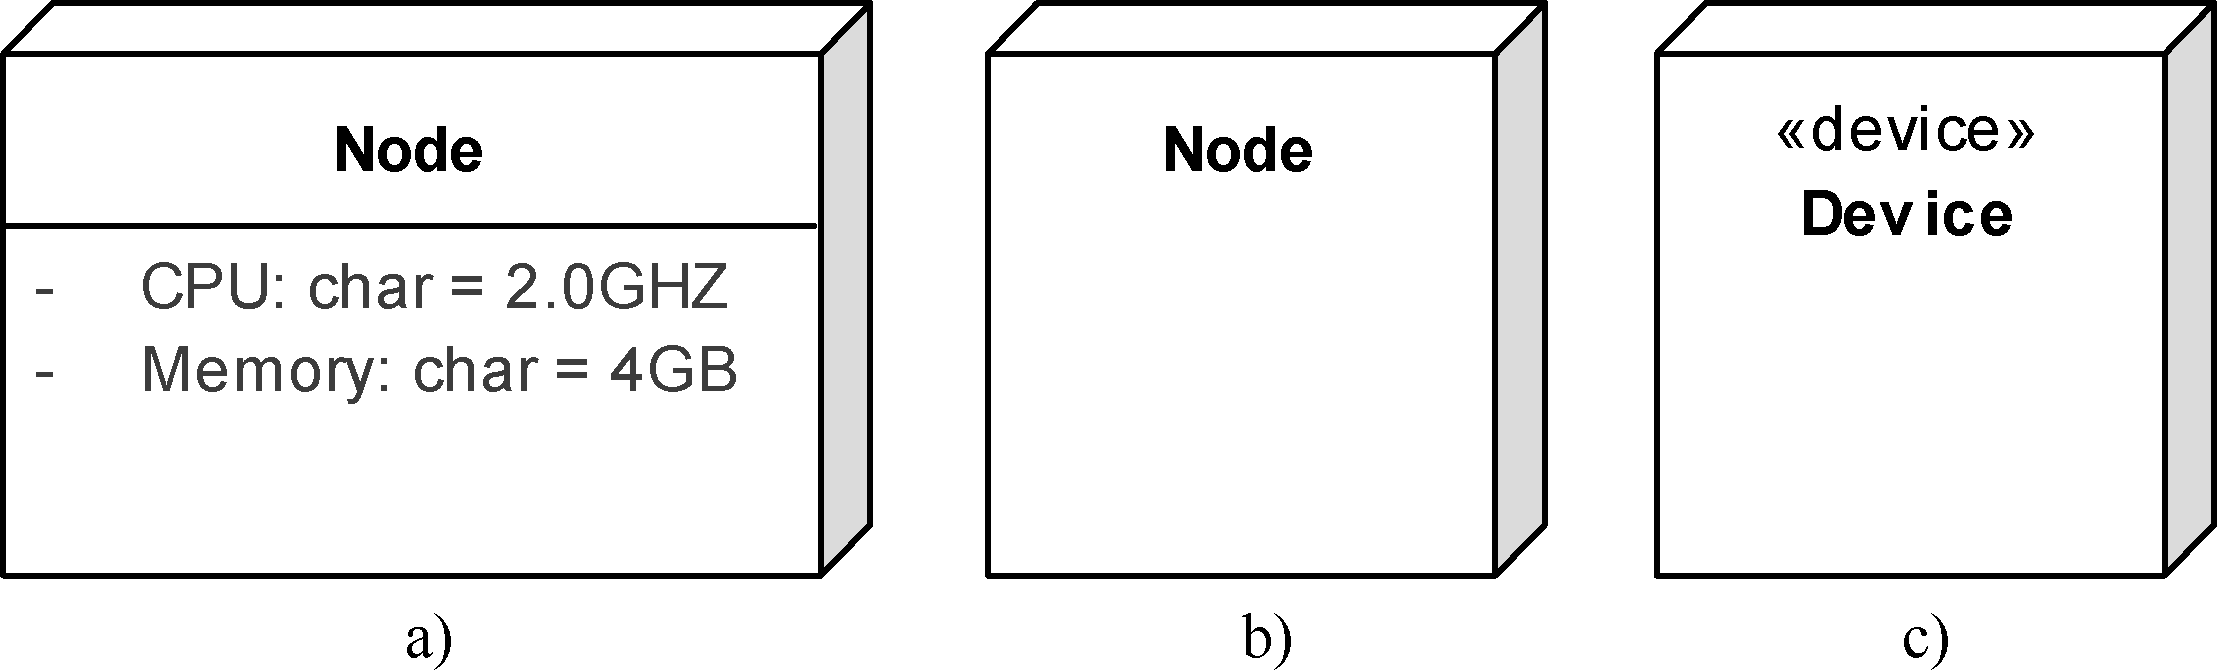 Node
- CPU: char = 2.0GHZ
- Memory: char = 4GB
a)
Node
b)
«device»
Device
c)